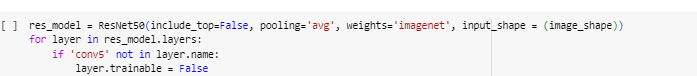 [ ] res_model = ResNet50(include_top=False, pooling='avg', weights='imagenet', input_shape = (image_shape))
for layer in res_model.layers:
if 'conv5' not in layer.name:
layer.trainable = False